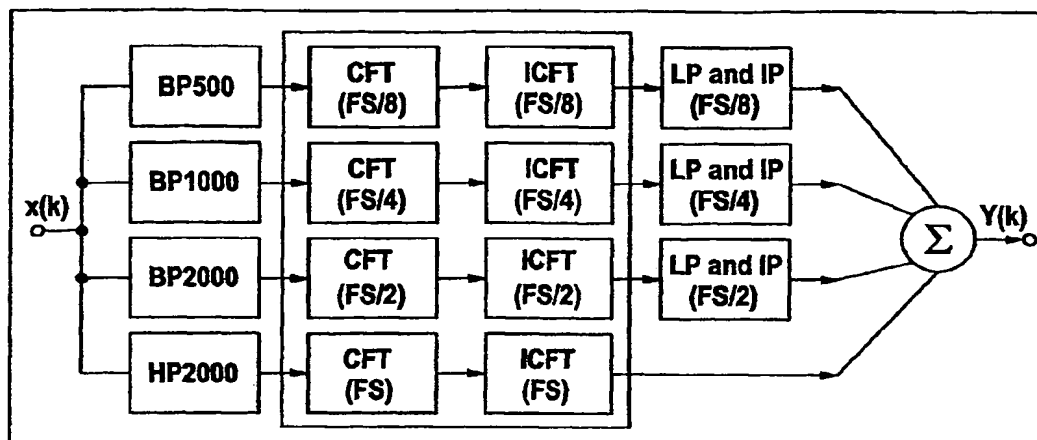 BP500
CFT
(FS/8)
ICFT
(FS/8)
LP and IP
(FS/8)
BP1000
CFT
(FS/4)
ICFT
(FS/4)
LP and IP
(FS/4)
x(k)
Y(k)
Σ
BP2000
CFT
(FS/2)
ICFT
(FS/2)
LP and IP
(FS/2)
HP2000
CFT
(FS)
ICFT
(FS)